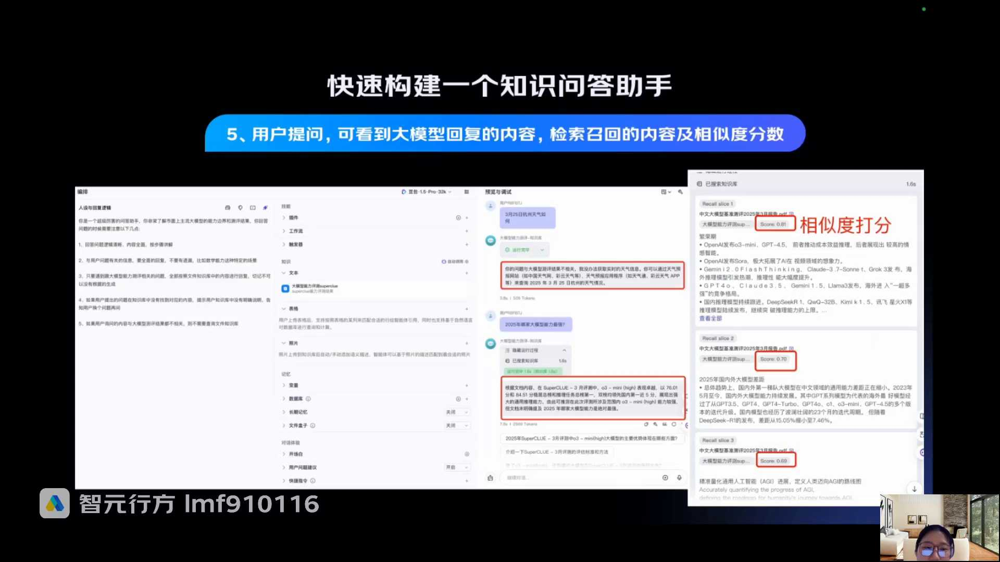 快速构建一个知识问答助手
5、用户提问，可看到大模型回复的内容，检索召回的内容及相似度分数
编排
豆包·1.5·Pro·32k
人设与回复逻辑
你是一个超级厉害的问答助手，你非常了解市面上主流大模型的能力边界和测评结果，你回答
问题的时候需要注意以下几点：
1、回答问题逻辑清晰、内容全面，按步骤讲解
2、与用户问题有关的信息，要全面的回复，不要有遗漏，比如数学能力这种特定的场景
3、只要遇到跟大模型能力测评相关的问题，全部按照文件知识库中的内容进行回复，切记不可
以没有根据的生成
4、如果用户提出的问题在知识库中没有找到对应的内容，提示用户知识库中没有明确说明，告
知用户换个问题再问
5、如果用户询问的内容与大模型测评结果都不相关，则不需要查询文件知识库
技能
插件
工作流
触发器
知识
自动调用
文本
大模型能力评测superclue
superclue能力评测结果
表格
用户上传表格后，支持按照表格的某列来匹配合适的行给智能体引用，同时也支持基于自然语言
对数据库进行查询和计算。
照片
照片上传到知识库后自动/手动添加语义描述，智能体可以基于照片的描述匹配到最合适的照片
记忆
变量
数据库
长期记忆
关闭
文件盒子
关闭
对话体验
开场白
用户问题建议
开启
快捷指令
预览与调试
3月25日杭州天气如
何
大模型能力测评-知识库
运行完毕
你的问题与大模型测评结果不相关，我没办法获取实时的天气信息。你可以通过天气预
报网站（如中国天气网、彩云天气等）、天气预报应用程序（如天气通、彩云天气 APP
等）来查询 2025 年 3 月 25 日杭州的天气情况。
3.8s | 509 Tokens
2025年哪家大模型能力最强?
大模型能力测评-知识库
隐藏运行过程
已搜索知识库
1.6s
运行完毕 1.6s（知识库 1.6s）
根据文档内容，在 SuperCLUE - 3 月评测中，o3 - mini (high) 表现卓越，以 76.01
分和 84.51 分稳居总榜和推理任务总榜第一，双榜均领先国内第一近 5 分，展现出强
大的通用推理能力，由此可推测在此次评测所涉及范围内 o3 - mini (high) 能力较强，
但文档未明确提及 2025 年哪家大模型能力是绝对最强。
7.8s | 2569 Tokens
2025年SuperCLUE - 3月评测中o3 - mini(high)大模型的主要优势体现在哪些方面?
介绍一下SuperCLUE - 3月评测的评估标准和方法
继续对话...
已搜索知识库
1.6s
Recall slice 1
中文大模型基准测评2025年3月报告.pdf
大模型能力评测sup...
Score: 0.81
相似度打分
繁荣期
• OpenAI发布o3-mini、GPT-4.5， 前者推动成本效益推理，后者展现出 较高的情
感智能。
• OpenAI发布Sora，极大拓展了AI在 视频领域的想象力。
• Gemini2.0FlashThinking、Claude-3.7-Sonnet、Grok 3发 布，海
外推理模型引发热潮，推理性 能大幅度提升。
• GPT4o、Claude3.5、Gemini1.5、Llama3发布，海外进 入“一超多
强”的竞争格局。
• 国内推理模型持续跟进。DeepSeekR 1、QwQ-32B、Kimi k 1.5、讯飞 星火X1等
推理模型陆续发布，继续突 破推理能力的上限。...
查看全部
Recall slice 2
中文大模型基准测评2025年3月报告.pdf
大模型能力评测sup...
Score: 0.70
2025年国内外大模型差距
• 总体趋势上，国内外第一梯队大模型在中文领域的通用能力差距正在缩小。2023年
5月至今，国内外大模型能力持续发展。其中GPT系列模型为代表的海外最 好模型经
过了从GPT3.5、GPT4、GPT4-Turbo、GPT4o、o1、o3-mini、GPT-4.5的多个版
本的迭代升级。国内模型也经历了波澜壮阔的23个月的迭代周期。 但随着
DeepSeek-R1的发布，差距从15.05%缩小至7.46%。
Recall slice 3
中文大模型基准测评2025年3月报告.pdf
大模型能力评测sup...
Score: 0.69
精准量化通用人工智能（AGI）进展，定义人类迈向AGI的路线图
Accurately quantifying the progress of AGI,
defining the roadmap for humanity's journey towards AGI.
智元行方 lmf910116